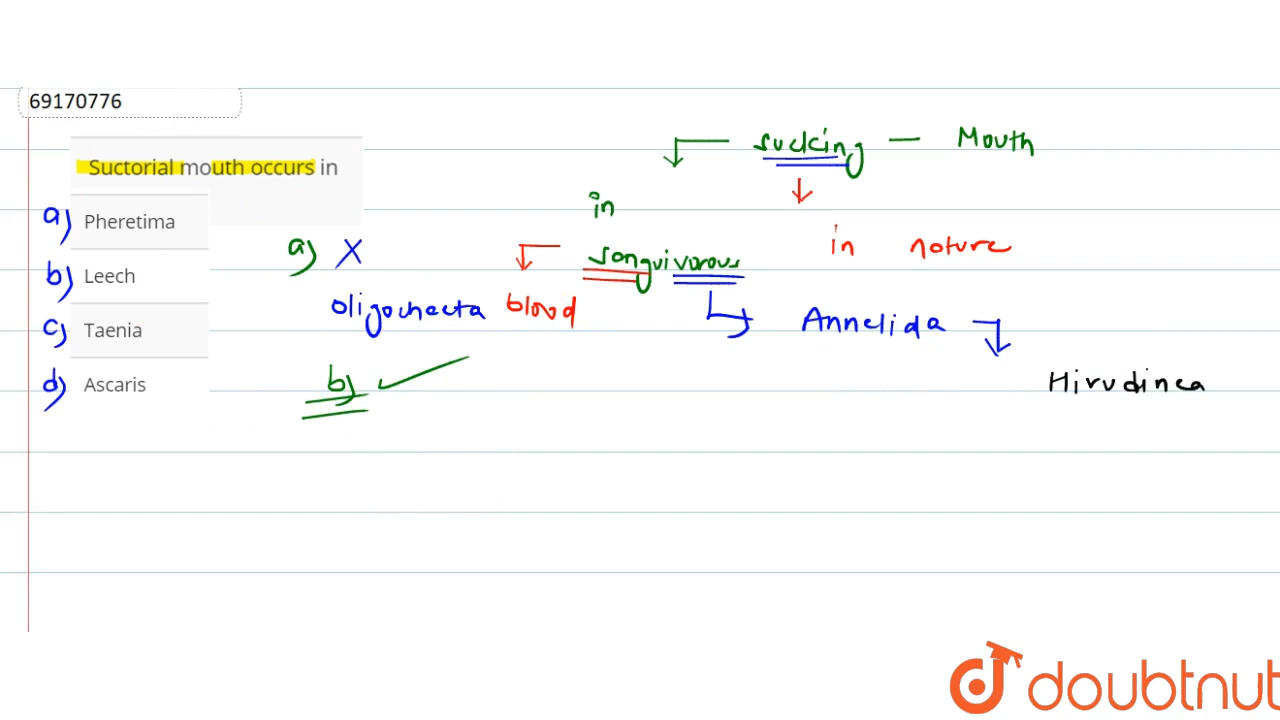 69170776
Suctorial mouth occurs in
a) Pheretima
b) Leech
c) Taenia
d) Ascaris
sucking — Mouth
in
in nature
sanguivorous
blood
Annelida
Hirudinea
a) X
oligochaeta
b) ✓
doubtnut